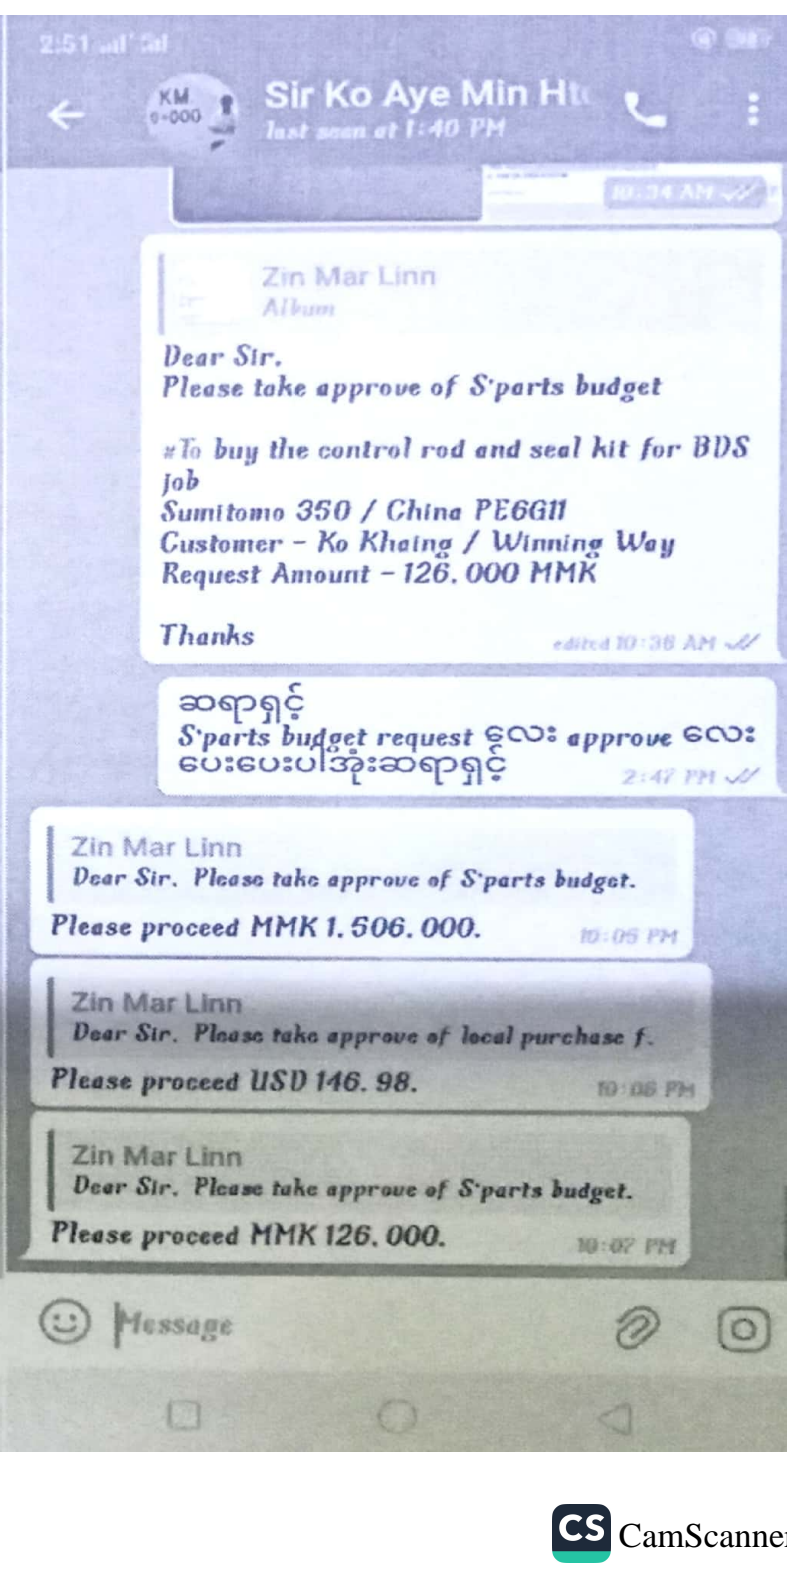 2:51
KM
0+000
Sir Ko Aye Min Ht
last seen at 1:40 PM
10:34 AM
Zin Mar Linn
Album
Dear Sir.
Please take approve of S'parts budget
#To buy the control rod and seal kit for BDS
job
Sumitomo 350 / China PE6G11
Customer - Ko Khaing / Winning Way
Request Amount - 126.000 MMK
Thanks
edited 10:36 AM
ဆရာရှင့်
S'parts budget request လေး approve လေး
ပေးပေးပါအုံးဆရာရှင့်
2:47 PM
Zin Mar Linn
Dear Sir. Please take approve of S'parts budget.
Please proceed MMK 1.506.000.
10:05 PM
Zin Mar Linn
Dear Sir. Please take approve of local purchase f.
Please proceed USD 146.98.
10:06 PM
Zin Mar Linn
Dear Sir. Please take approve of S'parts budget.
Please proceed MMK 126.000.
10:07 PM
Message
CS CamScanner